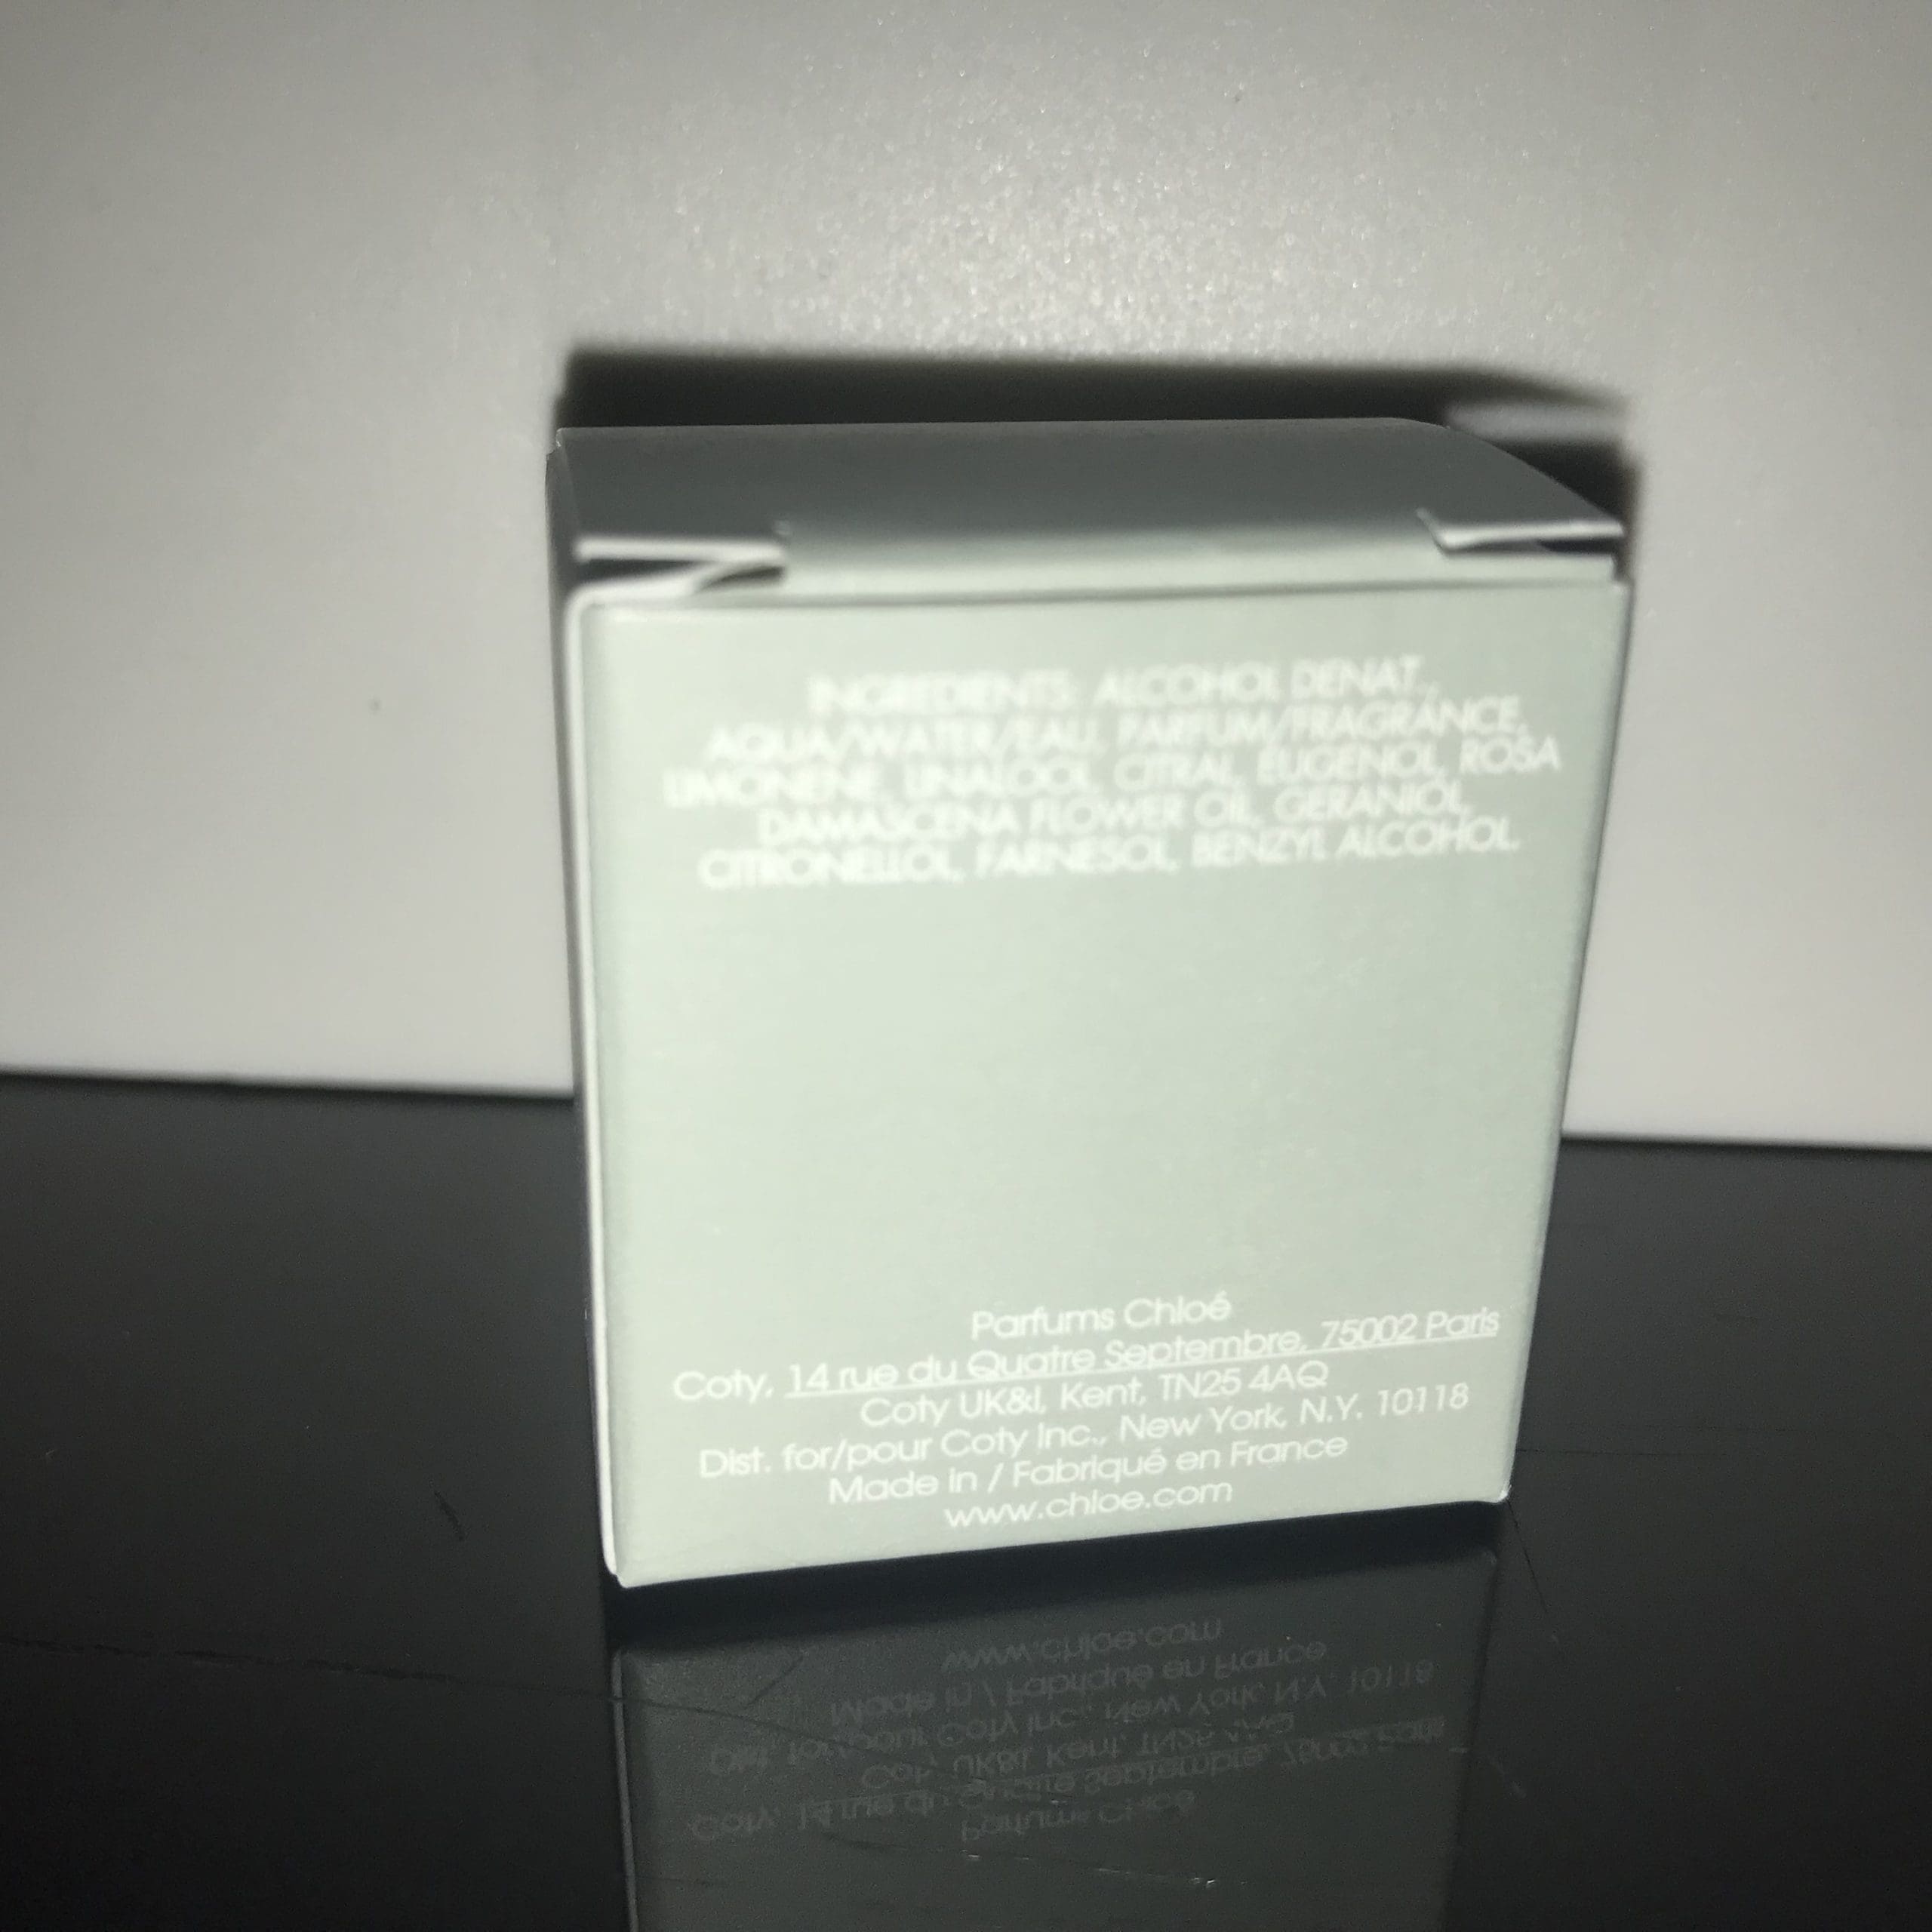 INGREDIENTS: ALCOHOL DENAT.,
AQUA/WATER/EAU, PARFUM/FRAGRANCE,
LIMONENE, LINALOOL, CITRAL, EUGENOL, ROSA
DAMASCENA FLOWER OIL, GERANIOL,
CITRONELLOL, FARNESOL, BENZYL ALCOHOL
Parfums Chloé
Coty, 14 rue du Quatre Septembre, 75002 Paris
Coty UK&I, Kent, TN25 4AQ
Dist. for/pour Coty Inc., New York, N.Y. 10118
Made in / Fabriqué en France
www.chloe.com